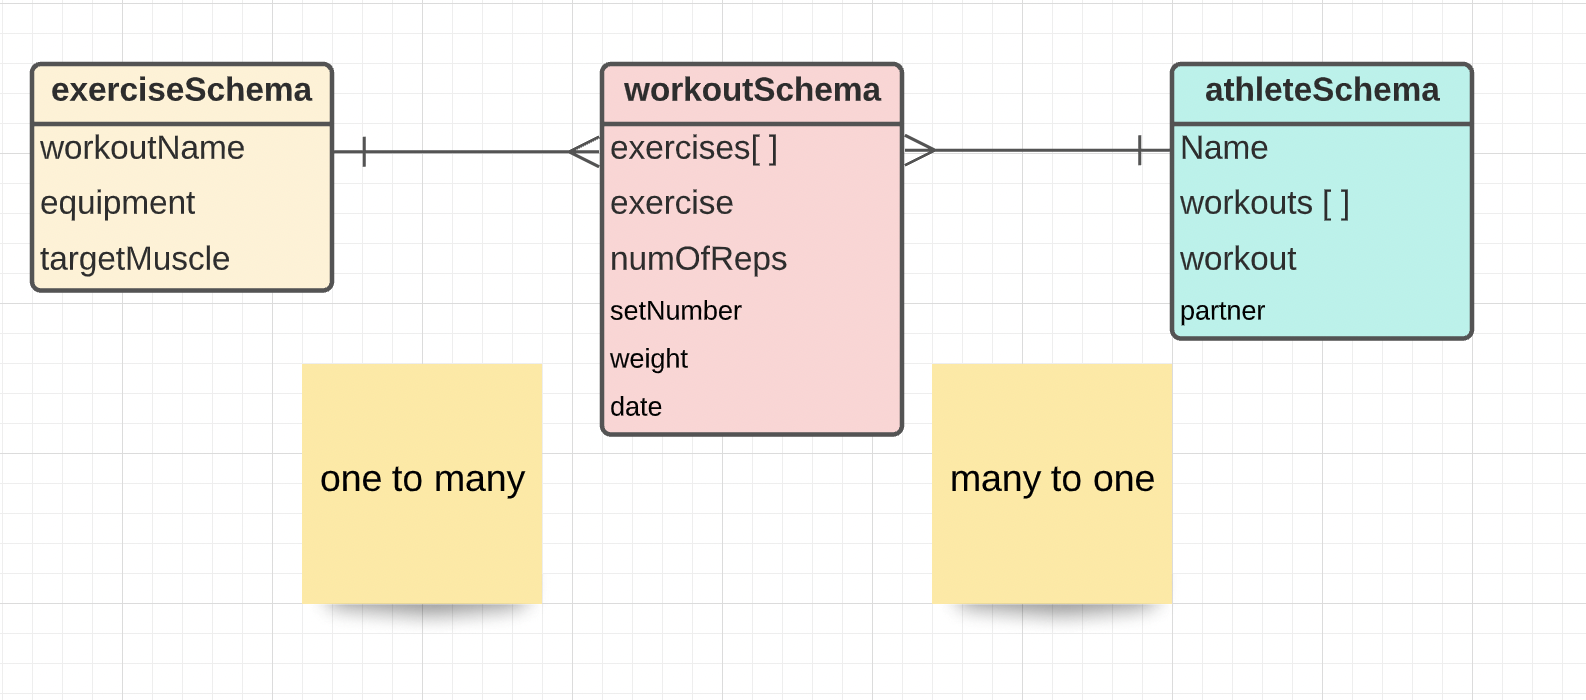 exerciseSchema
workoutName
equipment
targetMuscle
workoutSchema
exercises[ ]
exercise
numOfReps
setNumber
weight
date
athleteSchema
Name
workouts [ ]
workout
partner
one to many
many to one